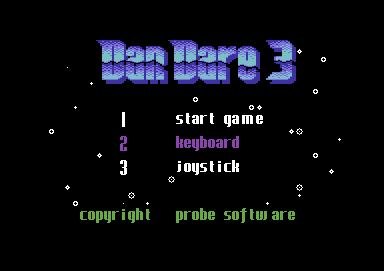 Dan Dare 3
1 start game
2 keyboard
3 joystick
copyright probe software